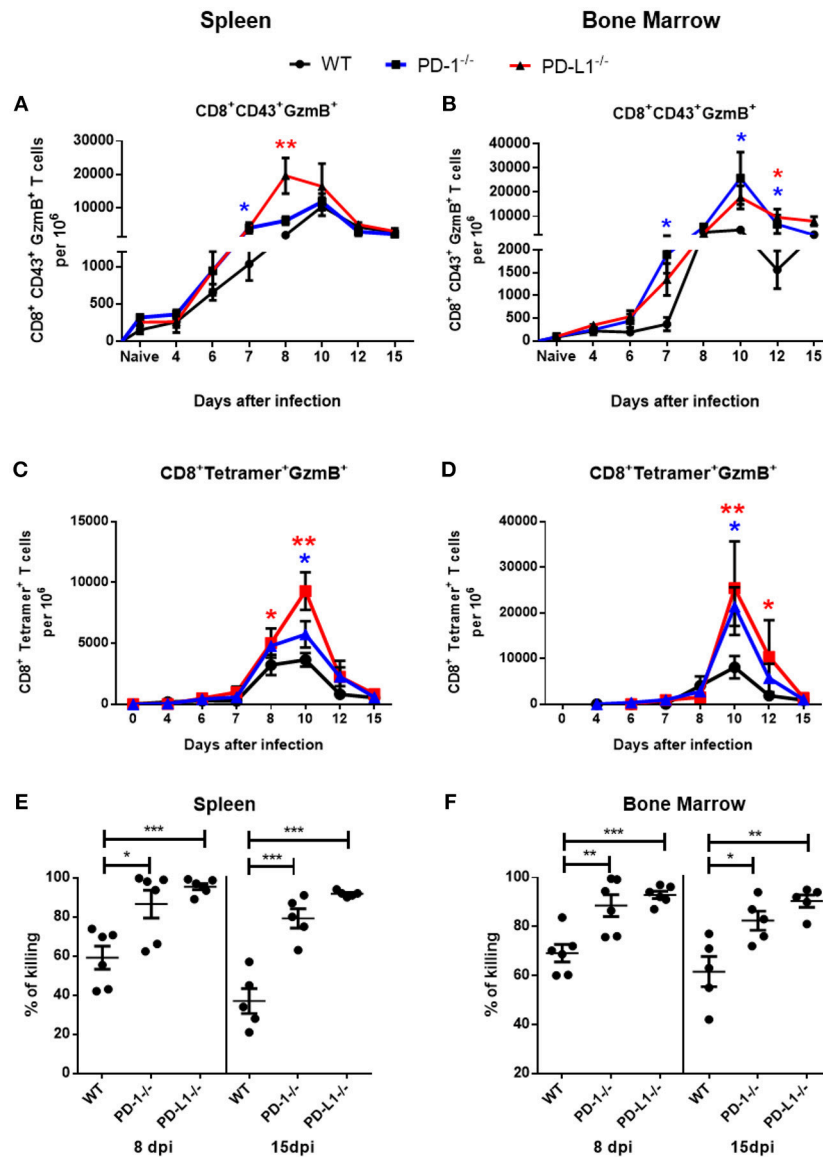 Spleen
Bone Marrow
WT
PD-1⁻/⁻
PD-L1⁻/⁻
A
CD8⁺CD43⁺GzmB⁺
CD8⁺ CD43⁺ GzmB⁺ T cells
per 10⁶
30000
20000
10000
1000
500
0
*
**
Naive 4 6 7 8 10 12 15
Days after infection
B
CD8⁺CD43⁺GzmB⁺
CD8⁺ CD43⁺ GzmB⁺ T cells
per 10⁶
50000
40000
30000
20000
10000
2000
1500
1000
500
0
*
*
*
*
Naive 4 6 7 8 10 12 15
Days after infection
C
CD8⁺Tetramer⁺GzmB⁺
CD8⁺ Tetramer⁺ T cells
per 10⁶
15000
10000
5000
0
*
**
*
0 4 6 7 8 10 12 15
Days after infection
D
CD8⁺Tetramer⁺GzmB⁺
CD8⁺ Tetramer⁺ T cells
per 10⁶
40000
30000
20000
10000
0
**
*
*
0 4 6 7 8 10 12 15
Days after infection
E
Spleen
% of killing
100
80
60
40
20
0
***
*
***
***
WT PD-1-/- PD-L1-/- WT PD-1-/- PD-L1-/-
8 dpi 15dpi
F
Bone Marrow
% of killing
100
80
60
40
20
***
**
**
*
WT PD-1-/- PD-L1-/- WT PD-1-/- PD-L1-/-
8 dpi 15dpi